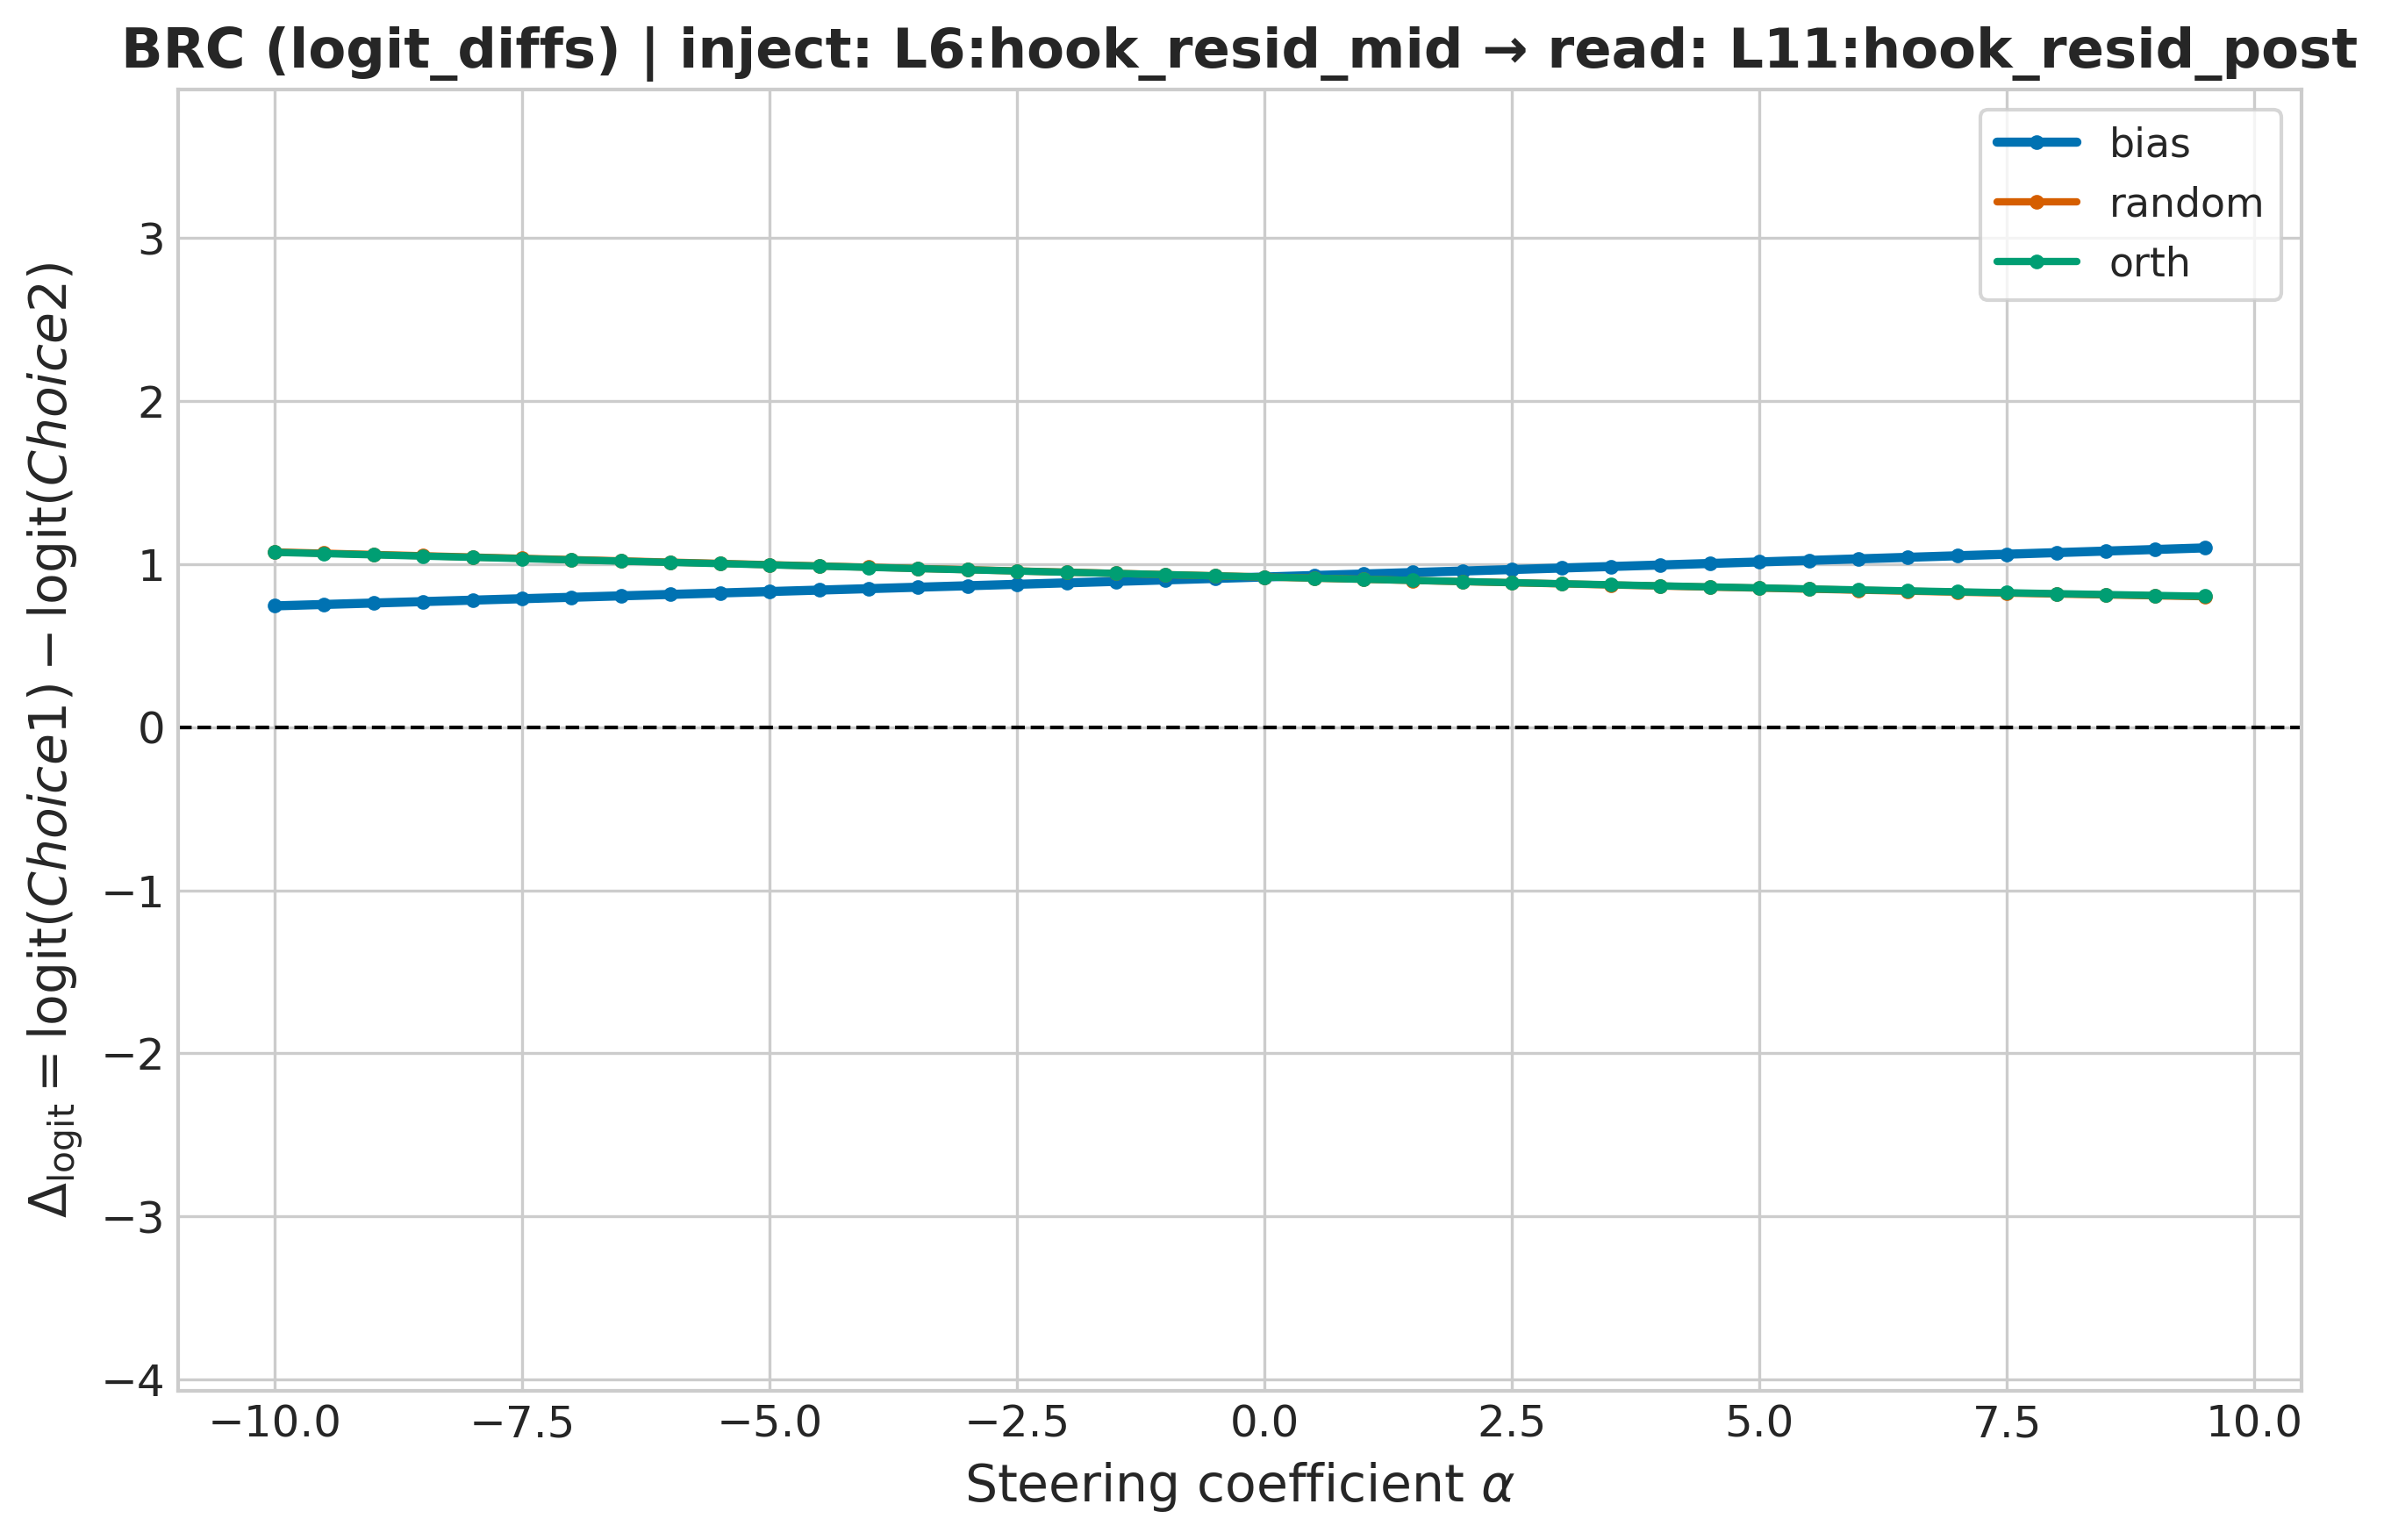 BRC (logit_diffs) | inject: L6:hook_resid_mid → read: L11:hook_resid_post
bias
random
orth
Δlogit = logit(Choice1) − logit(Choice2)
3
2
1
0
−1
−2
−3
−4
−10.0 −7.5 −5.0 −2.5 0.0 2.5 5.0 7.5 10.0
Steering coefficient α